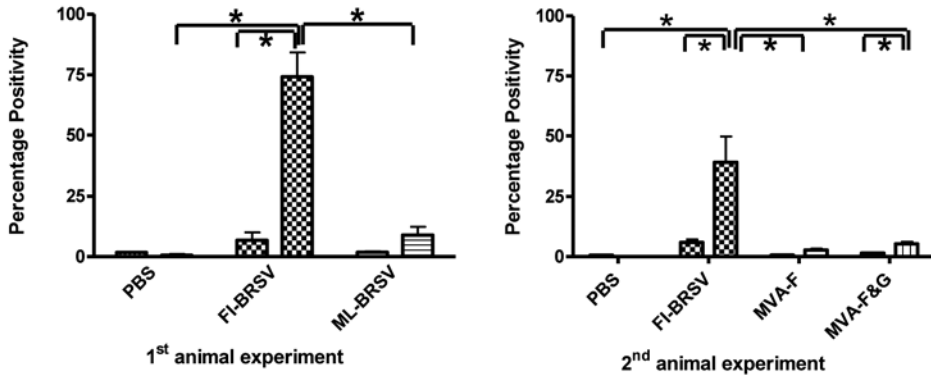 Percentage Positivity
100
75
50
25
0
* *
*
PBS
FI-BRSV
ML-BRSV
1st animal experiment
Percentage Positivity
100
75
50
25
0
* *
* * *
PBS
FI-BRSV
MVA-F
MVA-F&G
2nd animal experiment